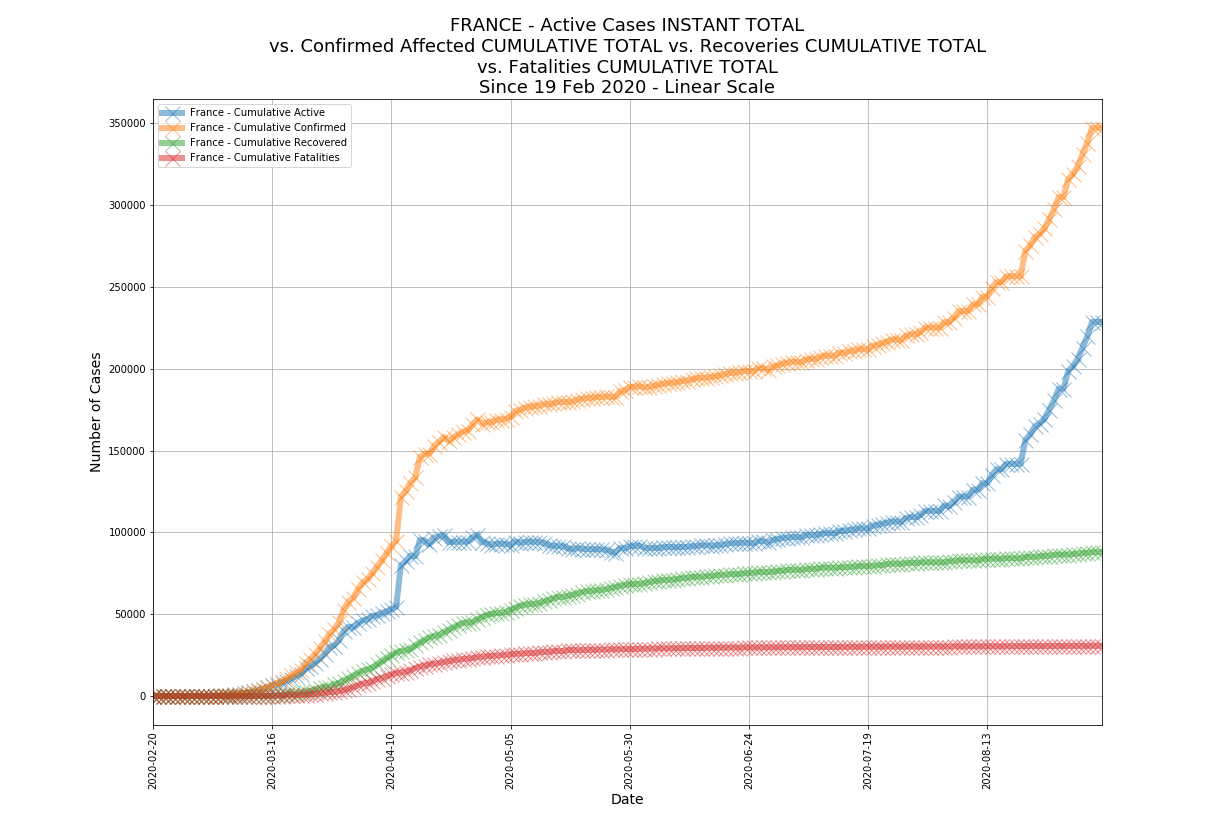 FRANCE - Active Cases INSTANT TOTAL
vs. Confirmed Affected CUMULATIVE TOTAL vs. Recoveries CUMULATIVE TOTAL
vs. Fatalities CUMULATIVE TOTAL
Since 19 Feb 2020 - Linear Scale
France - Cumulative Active
France - Cumulative Confirmed
France - Cumulative Recovered
France - Cumulative Fatalities
350000
300000
250000
200000
150000
100000
50000
0
Number of Cases
2020-02-20
2020-03-16
2020-04-10
2020-05-05
2020-05-30
2020-06-24
2020-07-19
2020-08-13
Date